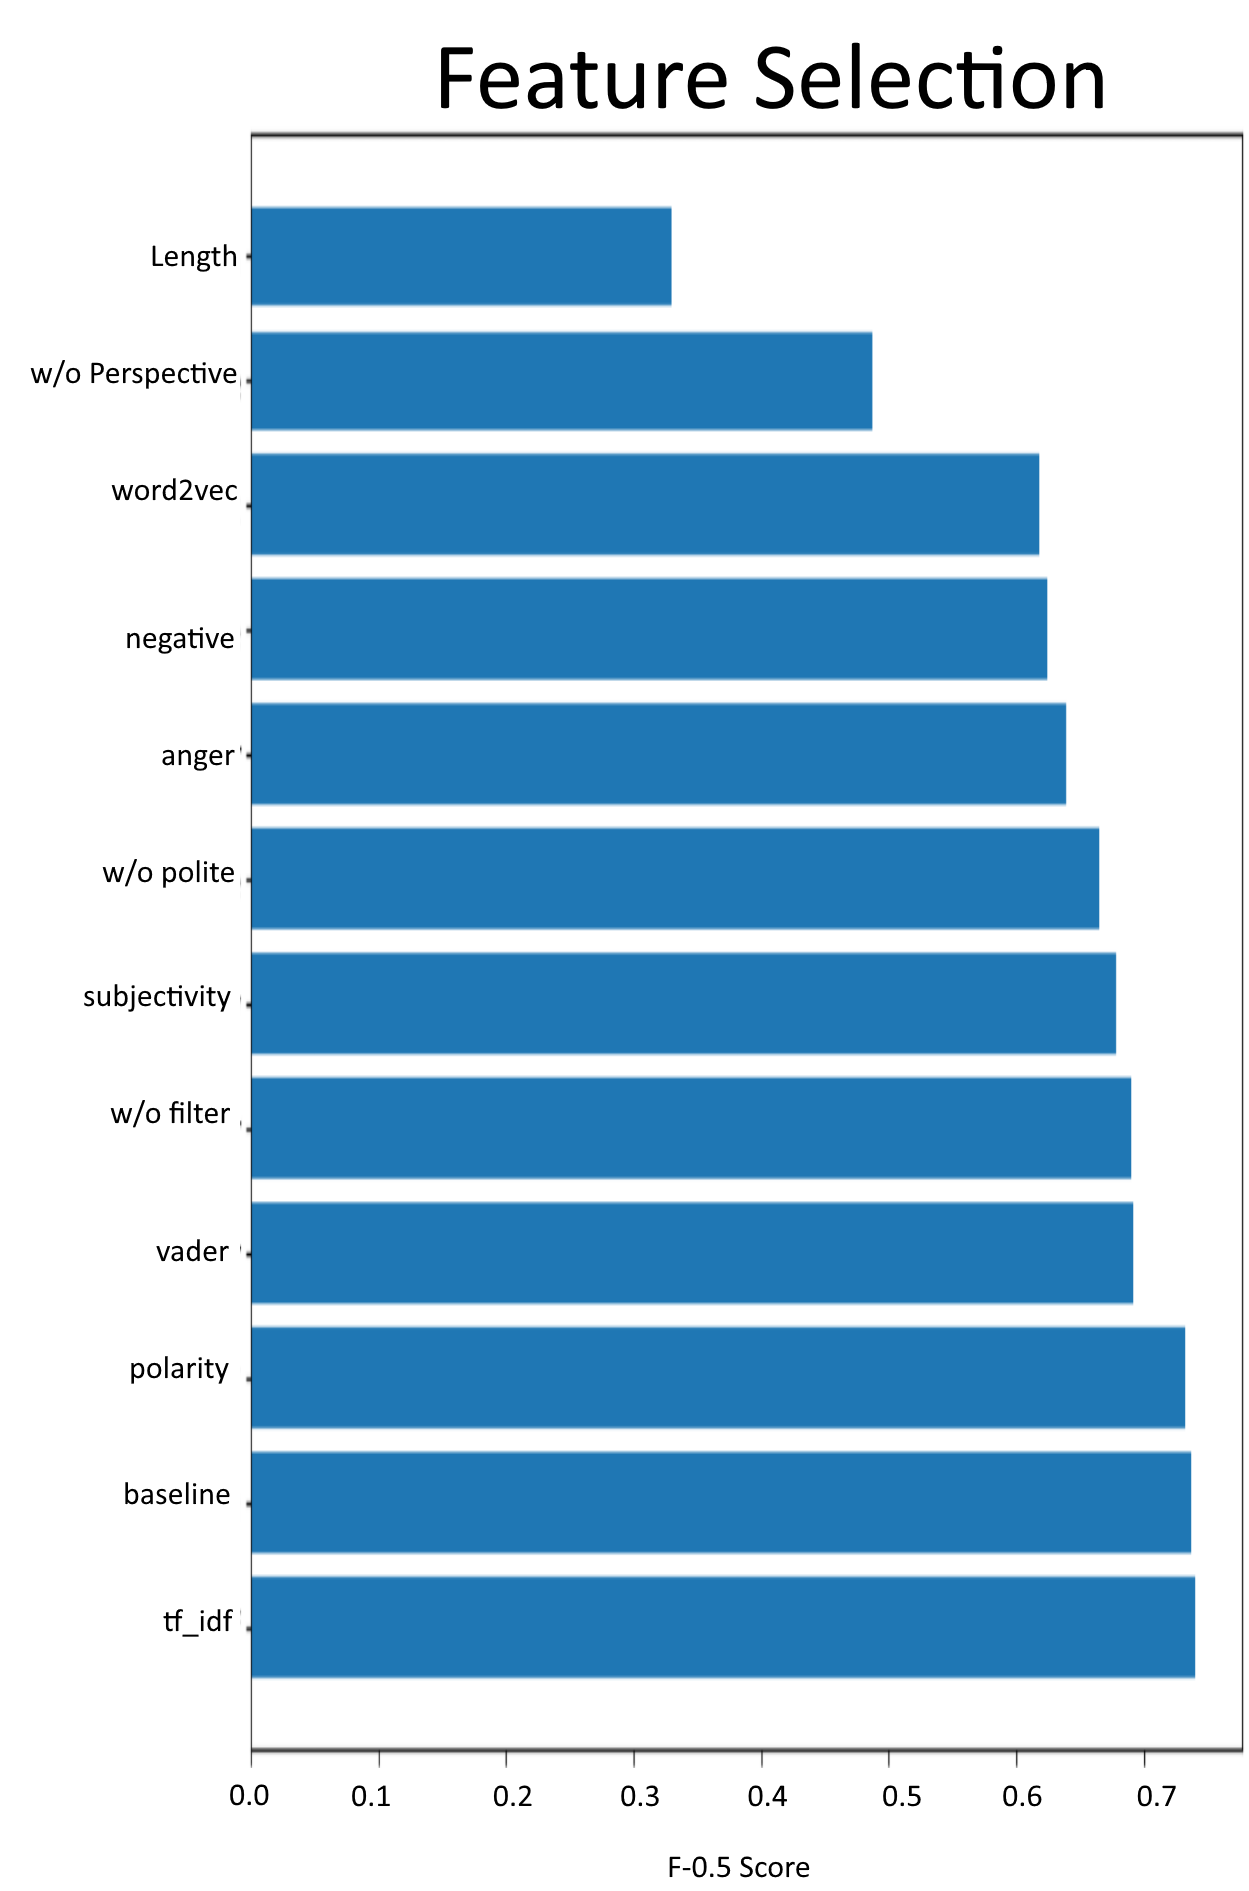 Feature Selection
Length
w/o Perspective
word2vec
negative
anger
w/o polite
subjectivity
w/o filter
vader
polarity
baseline
tf_idf
0.0 0.1 0.2 0.3 0.4 0.5 0.6 0.7
F-0.5 Score